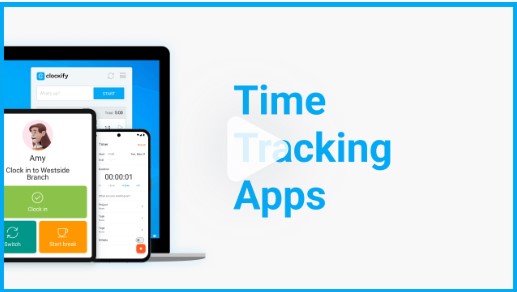 clockify
START
Amy
Clock in to Westside
Branch
Clock in
Switch
Start break
Timer
00:00:01
Time
Tracking
Apps